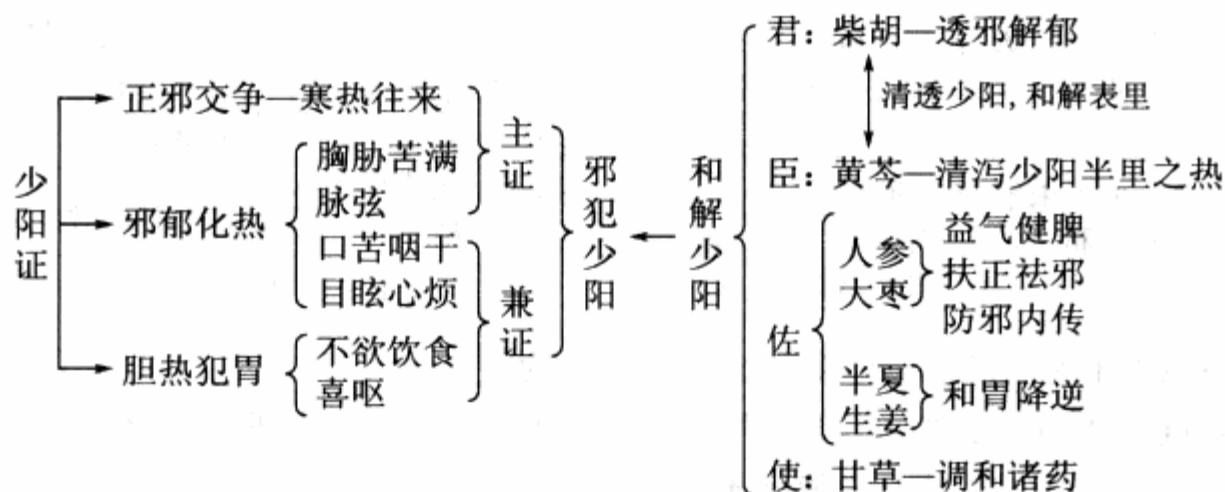 少阳证
正邪交争—寒热往来
邪郁化热
胸胁苦满
脉弦
口苦咽干
目眩心烦
胆热犯胃
不欲饮食
喜呕
主证
兼证
邪犯少阳
和解少阳
君：柴胡—透邪解郁
清透少阳，和解表里
臣：黄芩—清泻少阳半里之热
佐
人参
大枣
益气健脾
扶正祛邪
防邪内传
半夏
生姜
和胃降逆
使：甘草—调和诸药